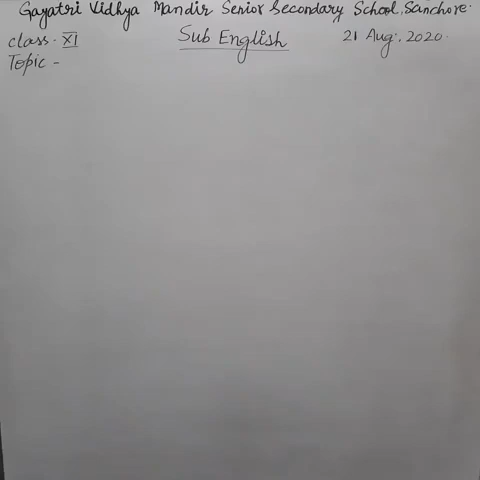 Gayatri Vidhya Mandir Senior Secondary School, Sanchore.
class. XI Sub English 21 Aug. 2020.
Topic -